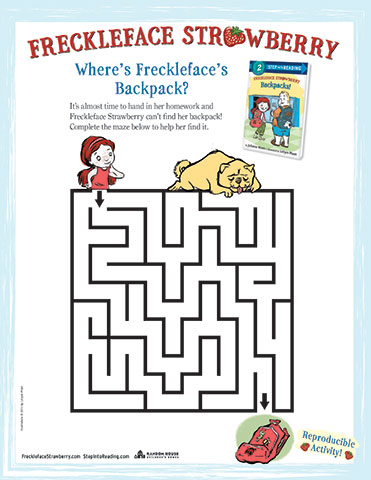 FRECKLEFACE STRAWBERRY
Where's Freckleface's
Backpack?
It's almost time to hand in her homework and
Freckleface Strawberry can't find her backpack!
Complete the maze below to help her find it.
2 STEP INTO READING
FRECKLEFACE STRAWBERRY
Backpacks!
Reproducible
Activity!
FrecklefaceStrawberry.com StepIntoReading.com
RANDOM HOUSE
CHILDREN'S BOOKS